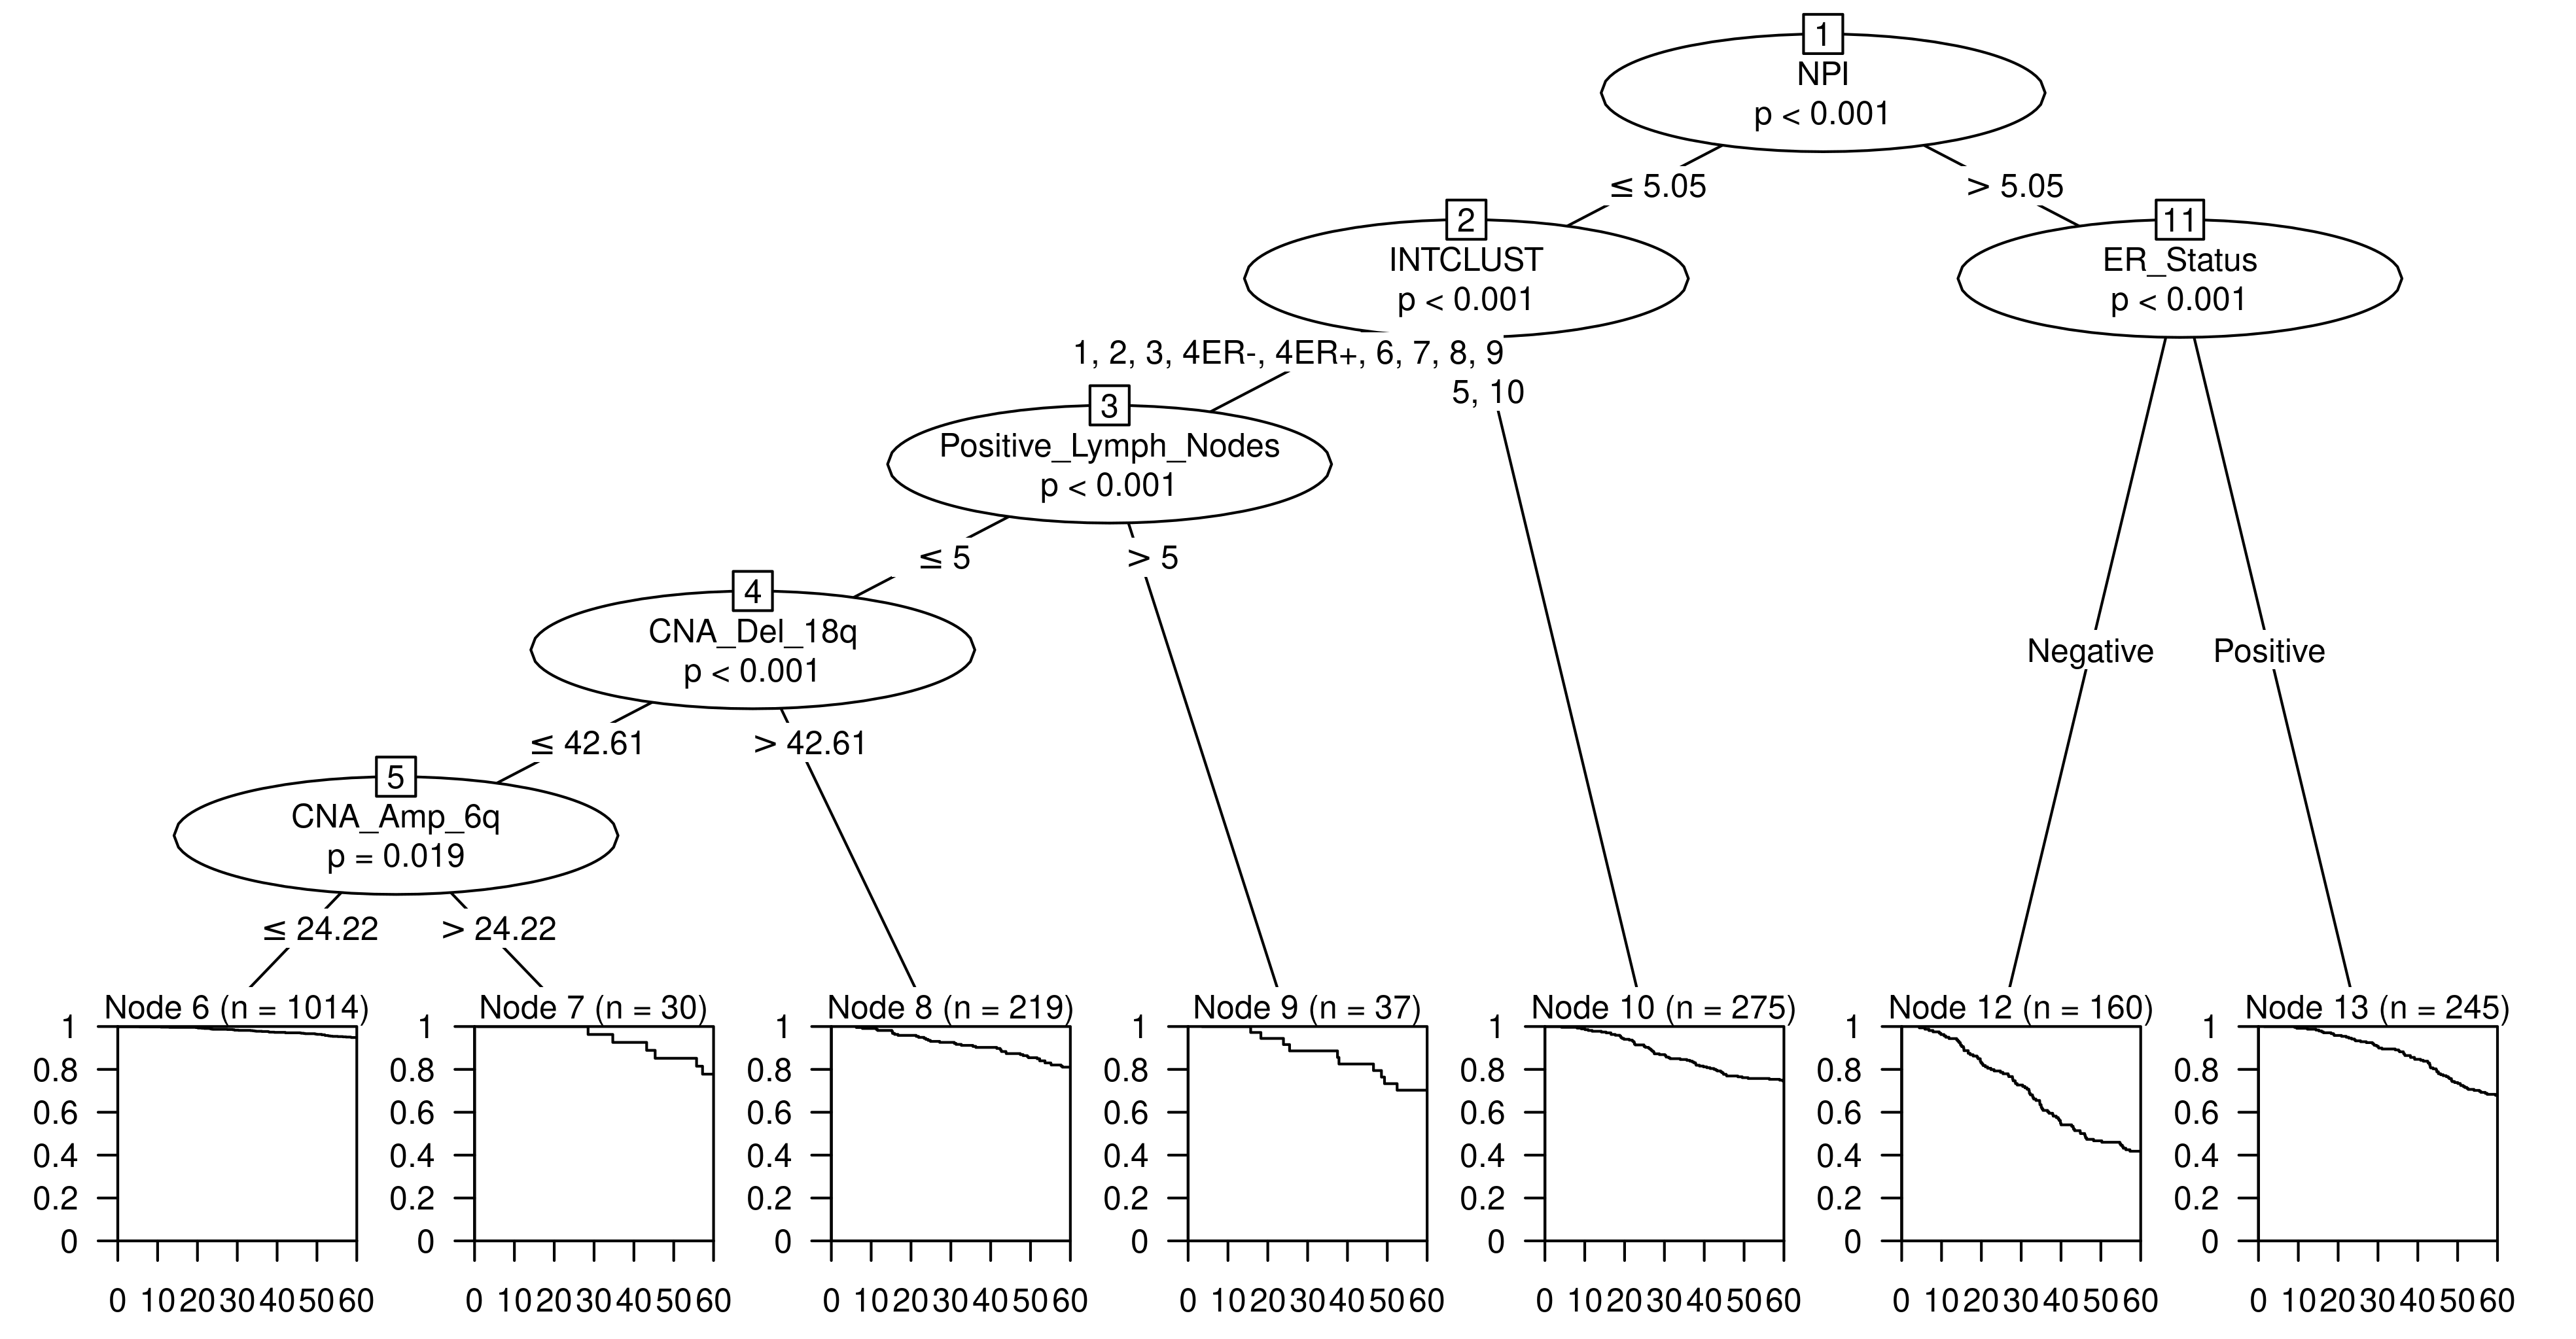 1
NPI
p < 0.001
≤ 5.05
> 5.05
2
INTCLUST
p < 0.001
11
ER_Status
p < 0.001
1, 2, 3, 4ER-, 4ER+, 6, 7, 8, 9
5, 10
3
Positive_Lymph_Nodes
p < 0.001
≤ 5
> 5
4
CNA_Del_18q
p < 0.001
Negative
Positive
≤ 42.61
> 42.61
5
CNA_Amp_6q
p = 0.019
≤ 24.22
> 24.22
Node 6 (n = 1014)
1
0.8
0.6
0.4
0.2
0
0 10 20 30 40 50 60
Node 7 (n = 30)
1
0.8
0.6
0.4
0.2
0
0 10 20 30 40 50 60
Node 8 (n = 219)
1
0.8
0.6
0.4
0.2
0
0 10 20 30 40 50 60
Node 9 (n = 37)
1
0.8
0.6
0.4
0.2
0
0 10 20 30 40 50 60
Node 10 (n = 275)
1
0.8
0.6
0.4
0.2
0
0 10 20 30 40 50 60
Node 12 (n = 160)
1
0.8
0.6
0.4
0.2
0
0 10 20 30 40 50 60
Node 13 (n = 245)
1
0.8
0.6
0.4
0.2
0
0 10 20 30 40 50 60